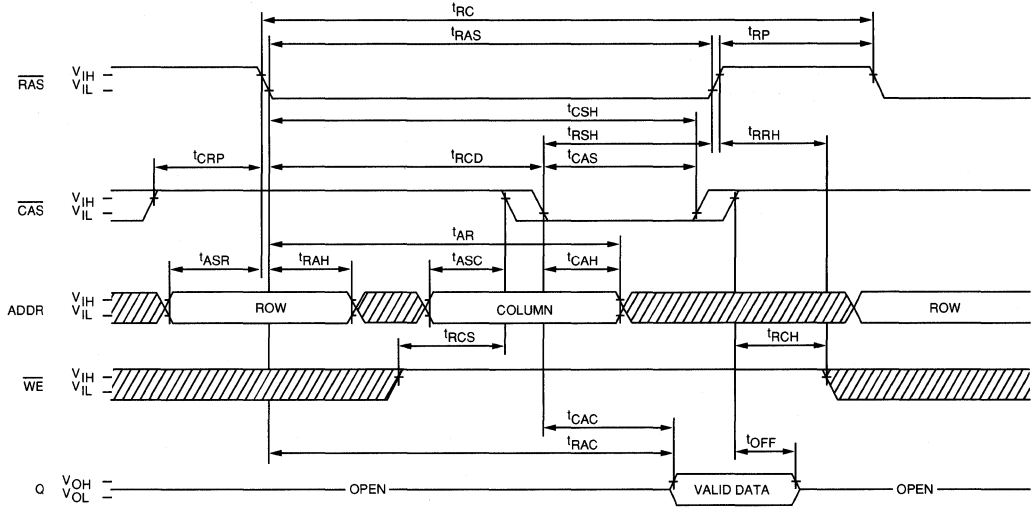 tRC
tRAS
tRP
RAS VIH
VIL
tCSH
tRSH
tRRH
tCRP
tRCD
tCAS
CAS VIH
VIL
tAR
tASR
tRAH
tASC
tCAH
ADDR VIH
VIL
ROW
COLUMN
ROW
tRCS
tRCH
WE VIH
VIL
tCAC
tRAC
tOFF
Q VOH
VOL
OPEN
VALID DATA
OPEN